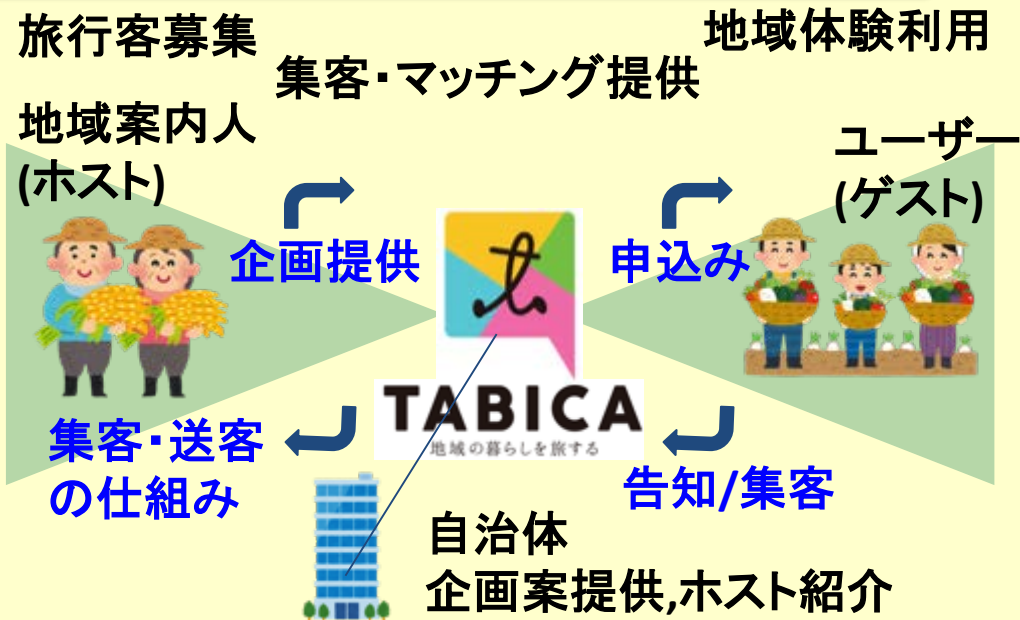 旅行客募集
地域体験利用
集客・マッチング提供
地域案内人
(ホスト)
ユーザー
(ゲスト)
企画提供
申込み
t
TABICA
地域の暮らしを旅する
集客・送客
の仕組み
告知/集客
自治体
企画案提供,ホスト紹介